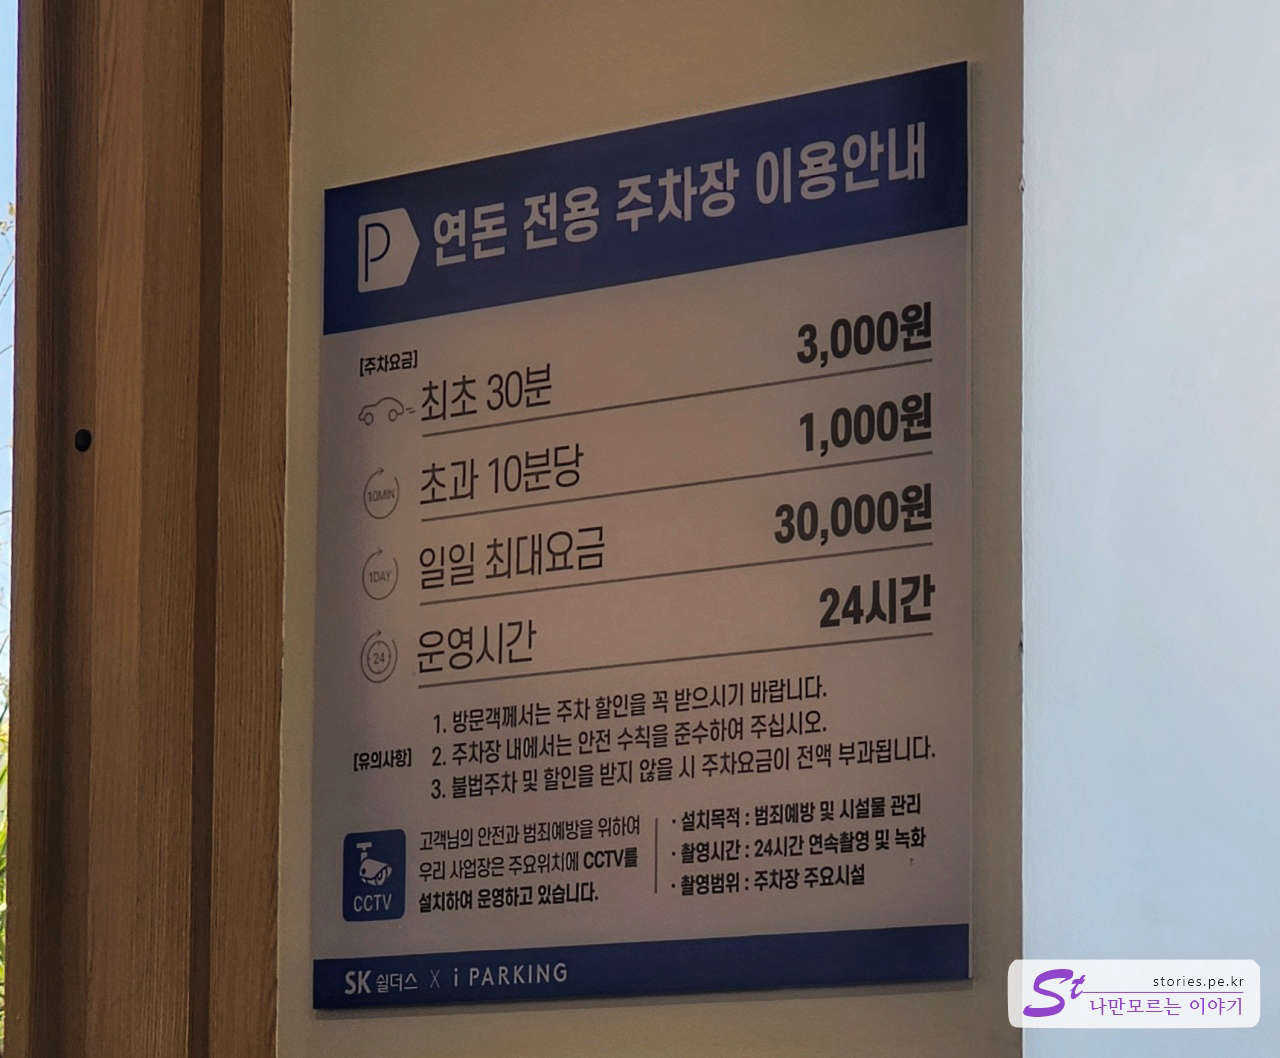 P 연돈 전용 주차장 이용안내
[주차요금]
최초 30분 3,000원
10MIN 초과 10분당 1,000원
1DAY 일일 최대요금 30,000원
24 운영시간 24시간
[유의사항]
1. 방문객께서는 주차 할인을 꼭 받으시기 바랍니다.
2. 주차장 내에서는 안전 수칙을 준수하여 주십시오.
3. 불법주차 및 할인을 받지 않을 시 주차요금이 전액 부과됩니다.
CCTV
고객님의 안전과 범죄예방을 위하여
우리 사업장은 주요위치에 CCTV를
설치하여 운영하고 있습니다.
· 설치목적 : 범죄예방 및 시설물 관리
· 촬영시간 : 24시간 연속촬영 및 녹화
· 촬영범위 : 주차장 주요시설
SK 쉴더스 X i PARKING
St stories.pe.kr
나만모르는 이야기